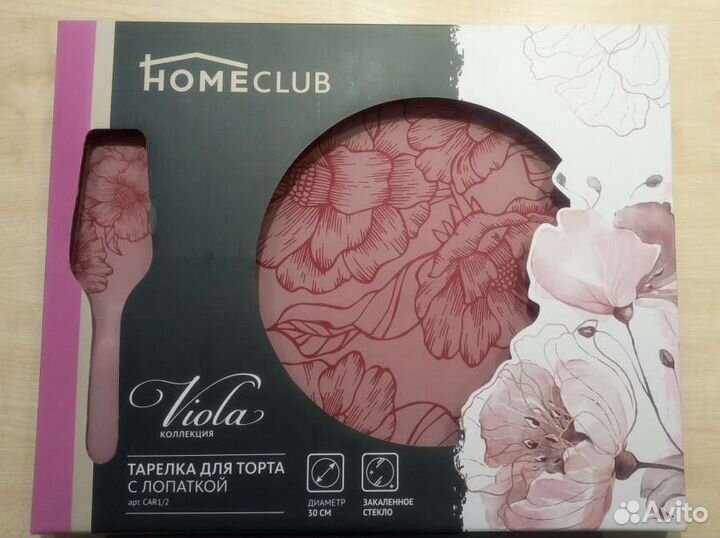 HOMECLUB
Viola
КОЛЛЕКЦИЯ
ТАРЕЛКА ДЛЯ ТОРТА
С ЛОПАТКОЙ
арт. CAR1/2
ДИАМЕТР
30 СМ
ЗАКАЛЕННОЕ
СТЕКЛО
Avito